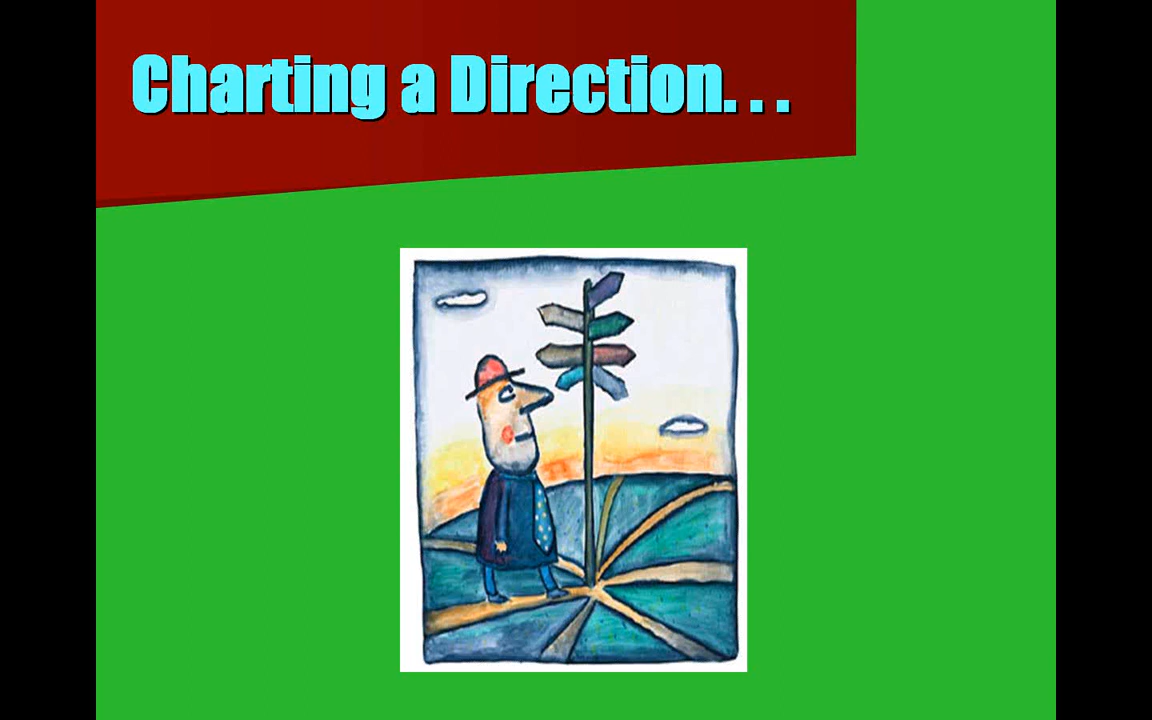 Charting a Direction. . .